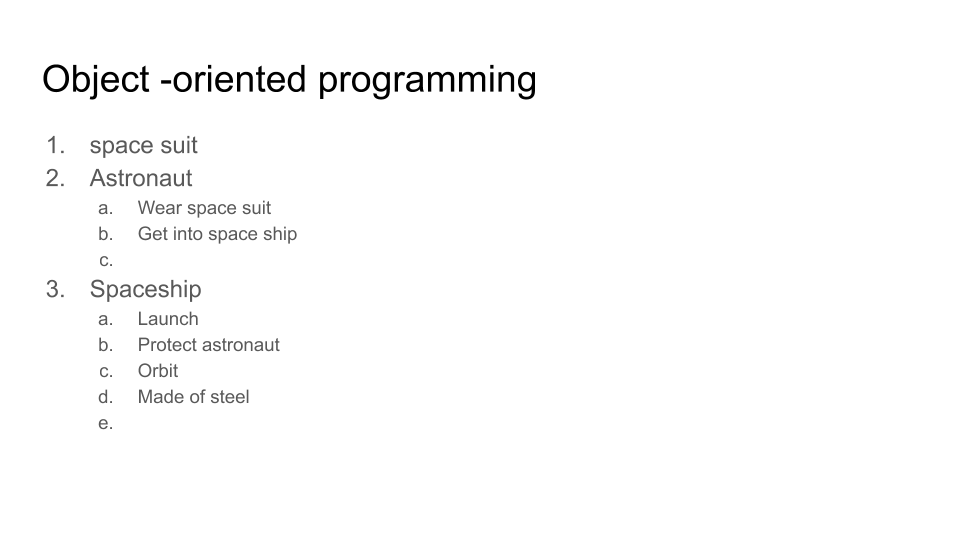 Object -oriented programming
1. space suit
2. Astronaut
a. Wear space suit
b. Get into space ship
c.
3. Spaceship
a. Launch
b. Protect astronaut
c. Orbit
d. Made of steel
e.